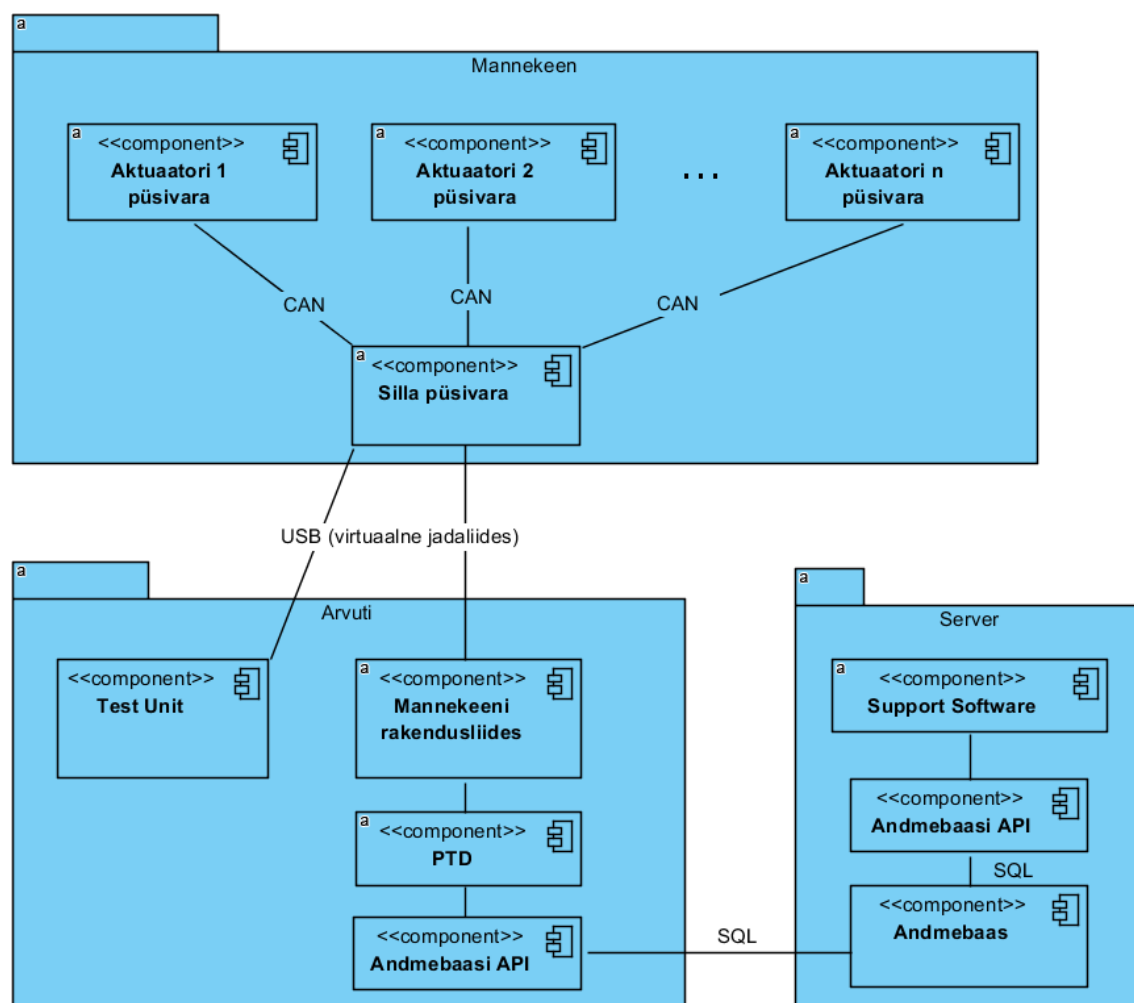 a
Mannekeen
a
<<component>>
Aktuaatori 1
püsivara
a
<<component>>
Aktuaatori 2
püsivara
...
a
<<component>>
Aktuaatori n
püsivara
CAN
CAN
CAN
a
<<component>>
Silla püsivara
USB (virtuaalne jadaliides)
a
Arvuti
<<component>>
Test Unit
a
<<component>>
Mannekeeni
rakendusliides
a
<<component>>
PTD
<<component>>
Andmebaasi API
SQL
a
Server
a
<<component>>
Support Software
<<component>>
Andmebaasi API
SQL
<<component>>
Andmebaas